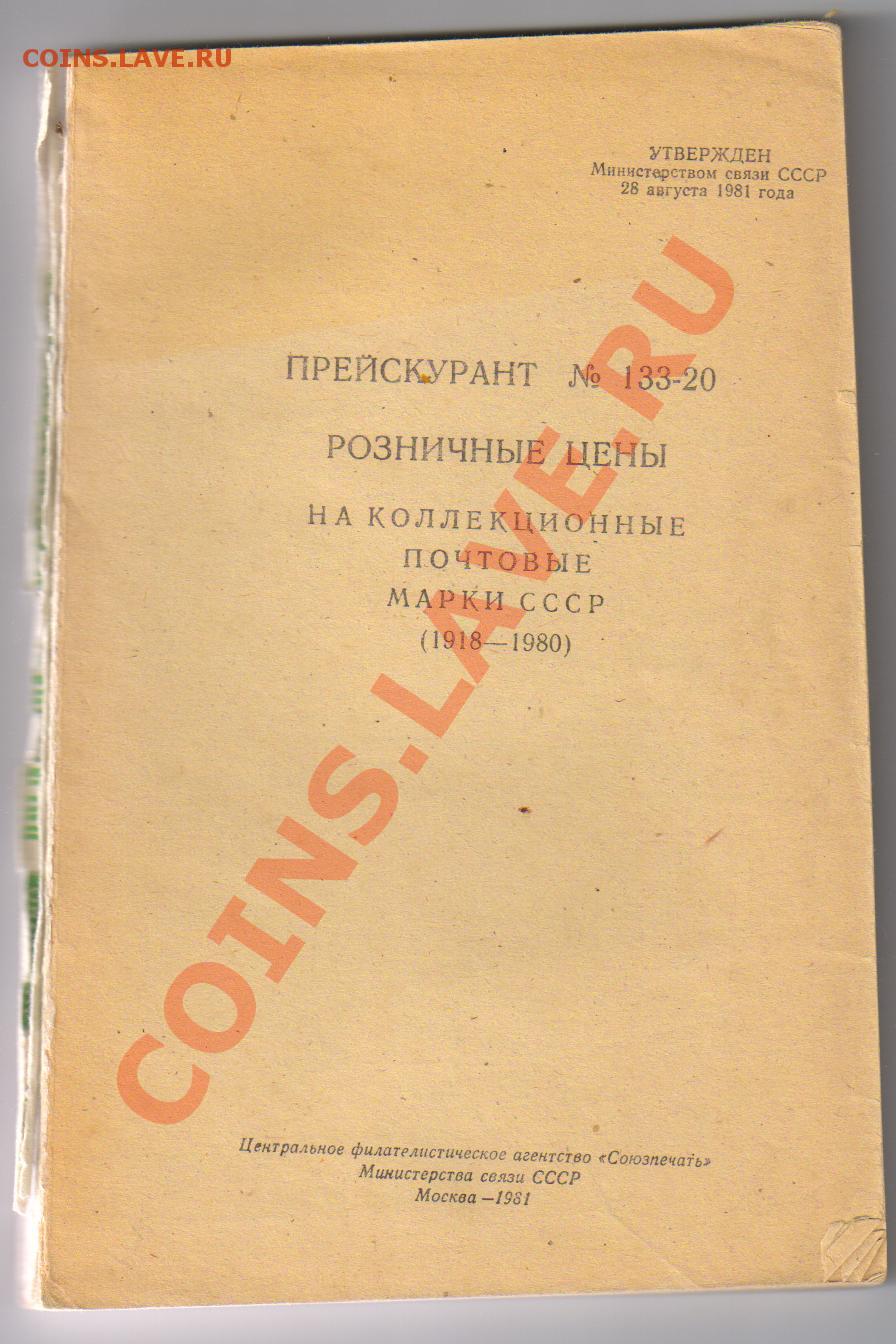 COINS.LAVE.RU
УТВЕРЖДЕН
Министерством связи СССР
28 августа 1981 года
ПРЕЙСКУРАНТ № 133-20
РОЗНИЧНЫЕ ЦЕНЫ
НА КОЛЛЕКЦИОННЫЕ
ПОЧТОВЫЕ
МАРКИ СССР
(1918—1980)
COINS.LAVE.RU
Центральное филателистическое агентство «Союзпечать»
Министерства связи СССР
Москва—1981